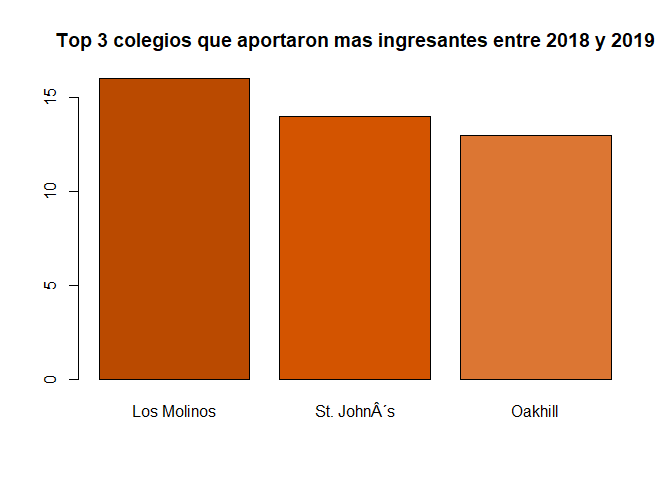 Top 3 colegios que aportaron mas ingresantes entre 2018 y 2019
15
10
5
0
Los Molinos St. JohnÂ´s Oakhill